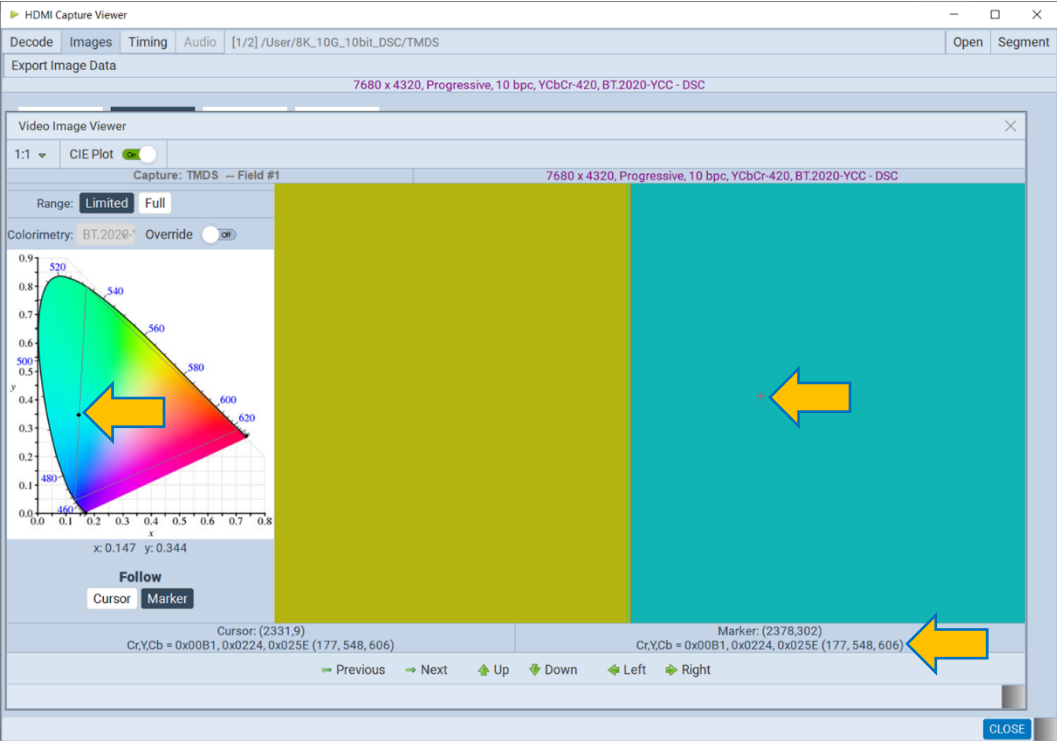 HDMI Capture Viewer
Decode Images Timing Audio [1/2] /User/8K_10G_10bit_DSC/TMDS Open Segment
Export Image Data
7680 x 4320, Progressive, 10 bpc, YCbCr-420, BT.2020-YCC - DSC
Video Image Viewer
1:1 CIE Plot On
Capture: TMDS -- Field #1 7680 x 4320, Progressive, 10 bpc, YCbCr-420, BT.2020-YCC - DSC
Range: Limited Full
Colorimetry: BT.2020-Y Override Off
0.9
520
0.8
540
0.7
560
0.6
500
580
0.5
y
0.4
600
620
0.3
0.2
480
0.1
460
0.0
0.0 0.1 0.2 0.3 0.4 0.5 0.6 0.7 0.8
x
x: 0.147 y: 0.344
Follow
Cursor Marker
Cursor: (2331,9) Marker: (2378,302)
Cr,Y,Cb = 0x00B1, 0x0224, 0x025E (177, 548, 606) Cr,Y,Cb = 0x00B1, 0x0224, 0x025E (177, 548, 606)
Previous Next Up Down Left Right
CLOSE